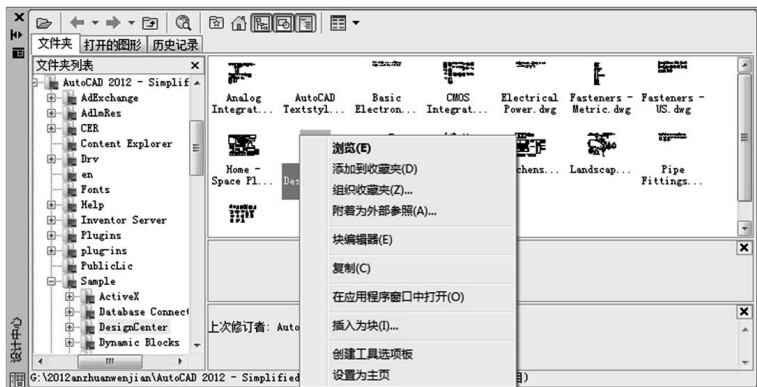 文件夹 打开的图形 历史记录
文件夹列表
AutoCAD 2012 - Simplif
AdExchange
AdlmRes
CER
Content Explorer
Drv
en
Fonts
Help
Inventor Server
Plugins
plug-ins
PublicLic
Sample
ActiveX
Database Connect
DesignCenter
Dynamic Blocks
Analog Integrat...
AutoCAD Textstyl...
Basic Electron...
CMOS Integrat...
Electrical Power.dwg
Fasteners - Metric.dwg
Fasteners - US.dwg
Home - Space Pl...
Des
chens...
Landscap...
Pipe Fittings...
浏览(E)
添加到收藏夹(D)
组织收藏夹(Z)...
附着为外部参照(A)...
块编辑器(E)
复制(C)
在应用程序窗口中打开(O)
插入为块(I)...
创建工具选项板
设置为主页
上次修订者: Auto
设计中心
G:\2012anzhuanwenjian\AutoCAD 2012 - Simplified